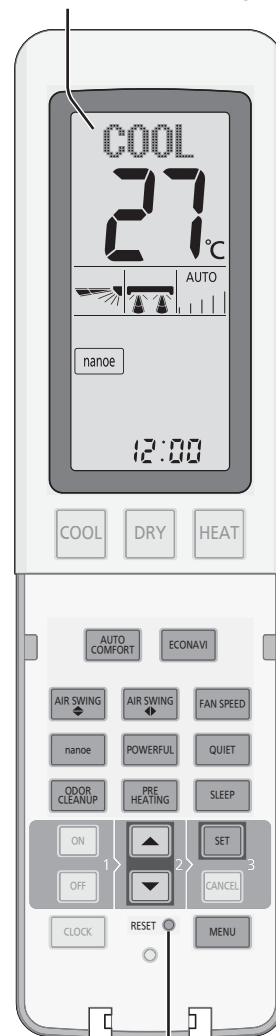 COOL
27°C
AUTO
nanoe
12:00
COOL DRY HEAT
AUTO COMFORT ECONAVI
AIR SWING AIR SWING FAN SPEED
nanoe POWERFUL QUIET
ODOR CLEANUP PRE HEATING SLEEP
ON SET
1 2 3
OFF CANCEL
CLOCK RESET MENU